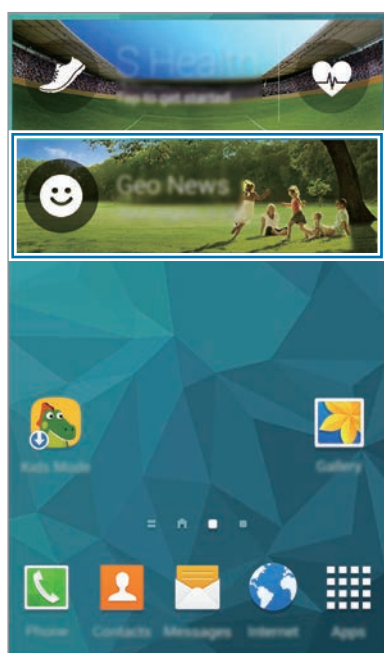 S Health
Tap to get started
Geo News
Kids Mode
Gallery
Phone
Contacts
Messages
Internet
Apps